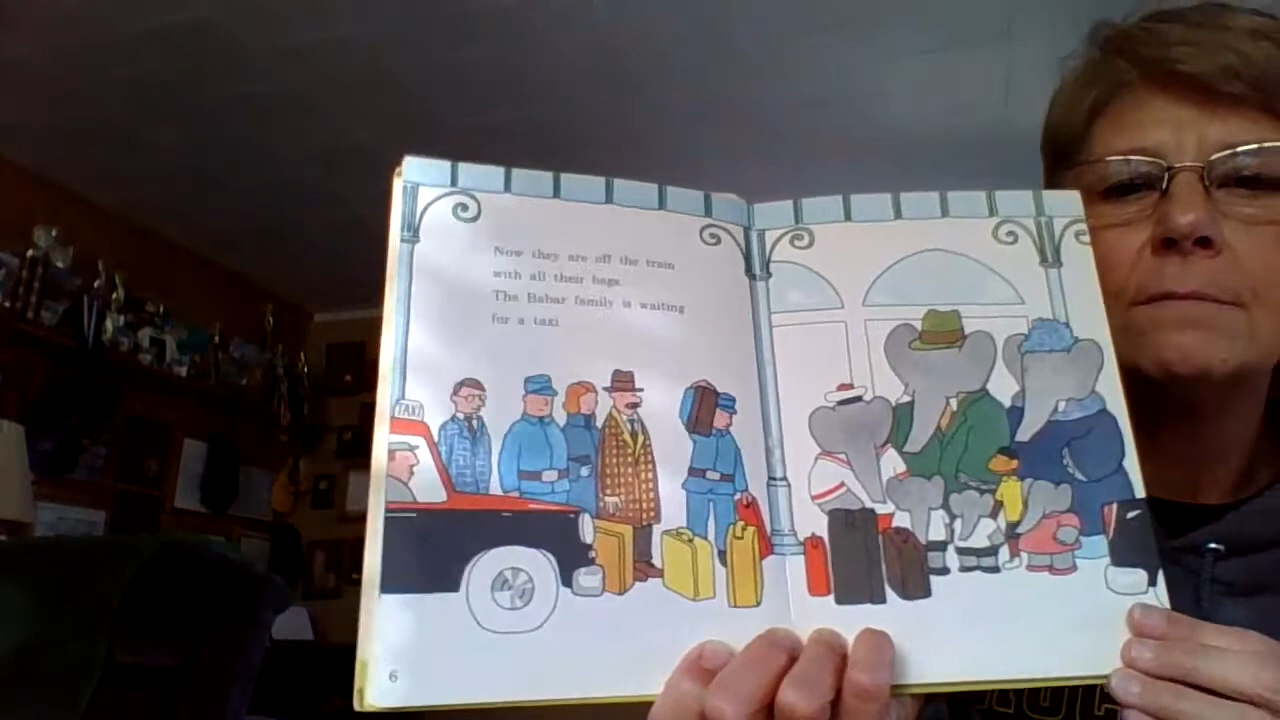 Now they are off the train
with all their bags.
The Babar family is waiting
for a taxi
TAXI
6